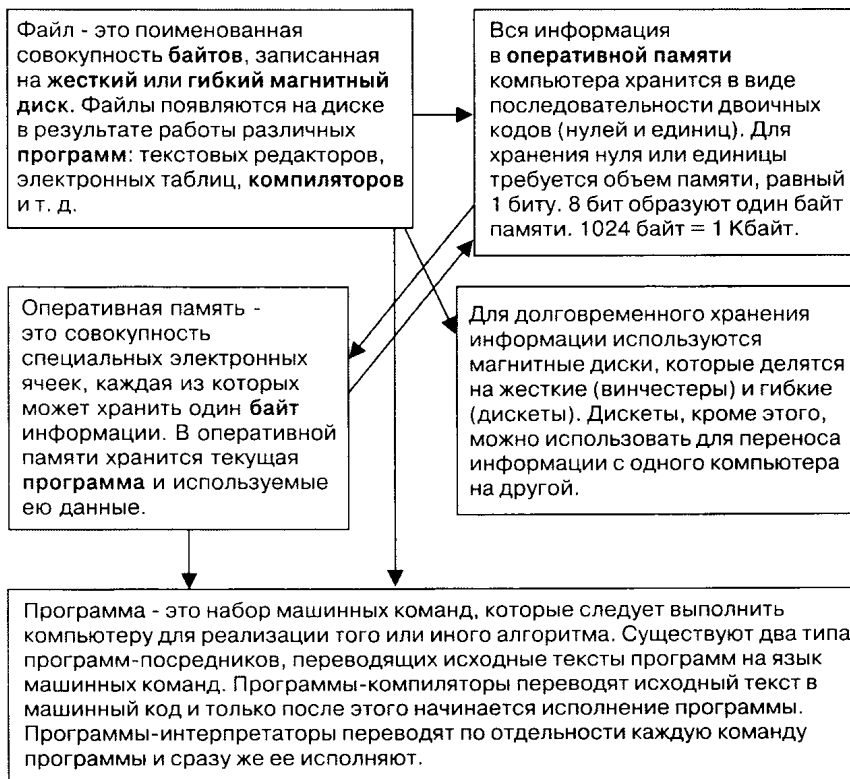 Файл - это поименованная
совокупность байтов, записанная
на жесткий или гибкий магнитный
диск. Файлы появляются на диске
в результате работы различных
программ: текстовых редакторов,
электронных таблиц, компиляторов
и т. д.
Вся информация
в оперативной памяти
компьютера хранится в виде
последовательности двоичных
кодов (нулей и единиц). Для
хранения нуля или единицы
требуется объем памяти, равный
1 биту. 8 бит образуют один байт
памяти. 1024 байт = 1 Кбайт.
Оперативная память -
это совокупность
специальных электронных
ячеек, каждая из которых
может хранить один байт
информации. В оперативной
памяти хранится текущая
программа и используемые
ею данные.
Для долговременного хранения
информации используются
магнитные диски, которые делятся
на жесткие (винчестеры) и гибкие
(дискеты). Дискеты, кроме этого,
можно использовать для переноса
информации с одного компьютера
на другой.
Программа - это набор машинных команд, которые следует выполнить
компьютеру для реализации того или иного алгоритма. Существуют два типа
программ-посредников, переводящих исходные тексты программ на язык
машинных команд. Программы-компиляторы переводят исходный текст в
машинный код и только после этого начинается исполнение программы.
Программы-интерпретаторы переводят по отдельности каждую команду
программы и сразу же ее исполняют.